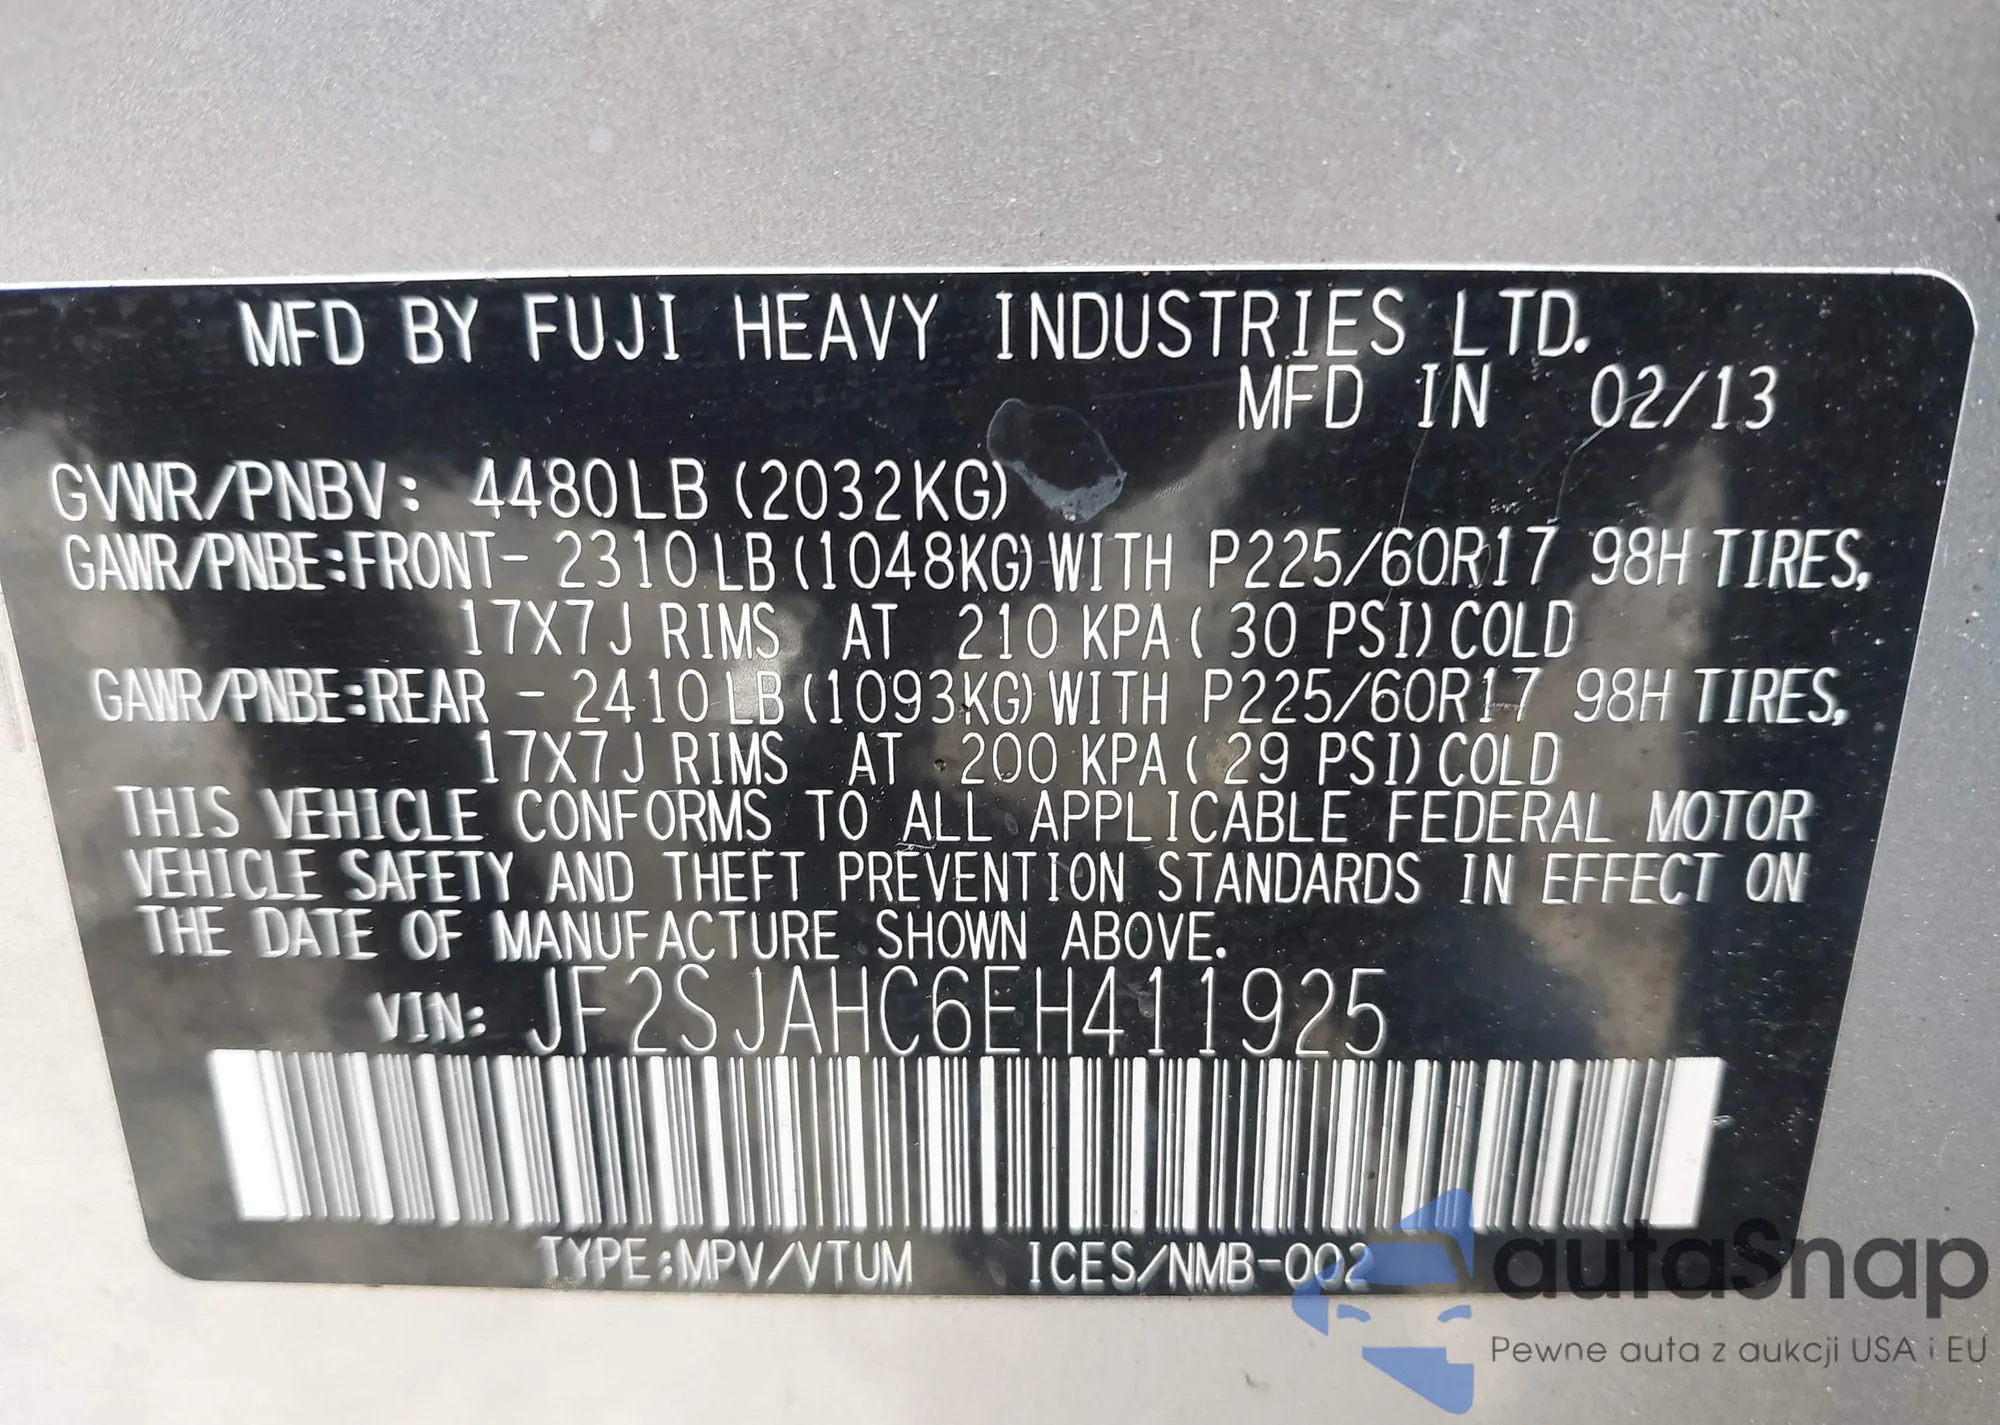 MFD BY FUJI HEAVY INDUSTRIES LTD.
MFD IN 02/13
GVWR/PNBV: 4480LB (2032KG)
GAWR/PNBE:FRONT- 2310LB(1048KG)WITH P225/60R17 98H TIRES,
17X7J RIMS AT 210 KPA( 30 PSI)COLD
GAWR/PNBE:REAR - 2410LB(1093KG)WITH P225/60R17 98H TIRES,
17X7J RIMS AT 200 KPA( 29 PSI)COLD
THIS VEHICLE CONFORMS TO ALL APPLICABLE FEDERAL MOTOR
VEHICLE SAFETY AND THEFT PREVENTION STANDARDS IN EFFECT ON
THE DATE OF MANUFACTURE SHOWN ABOVE.
VIN: JF2SJAHC6EH411925
TYPE:MPV/VTUM ICES/NMB-002
autaSnap
Pewne auta z aukcji USA i EU